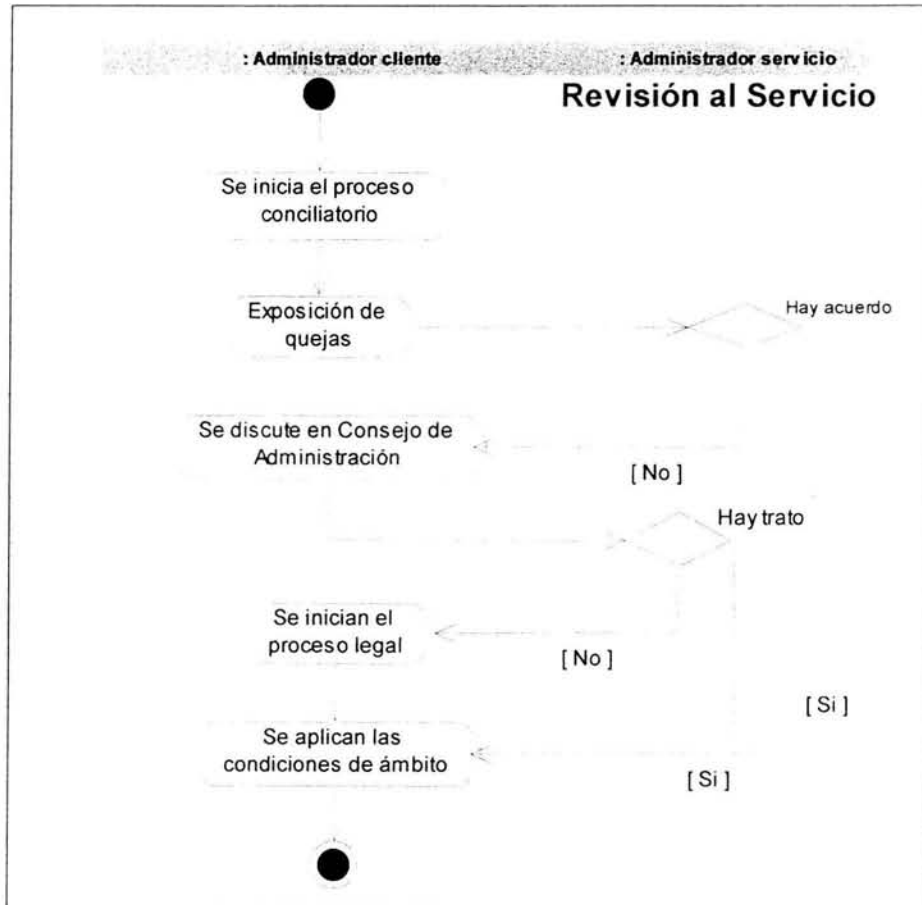 : Administrador cliente
: Administrador servicio
Revisión al Servicio
Se inicia el proceso
conciliatorio
Exposición de
quejas
Hay acuerdo
Se discute en Consejo de
Administración
[ No ]
Hay trato
Se inician el
proceso legal
[ No ]
[ Si ]
Se aplican las
condiciones de ámbito
[ Si ]